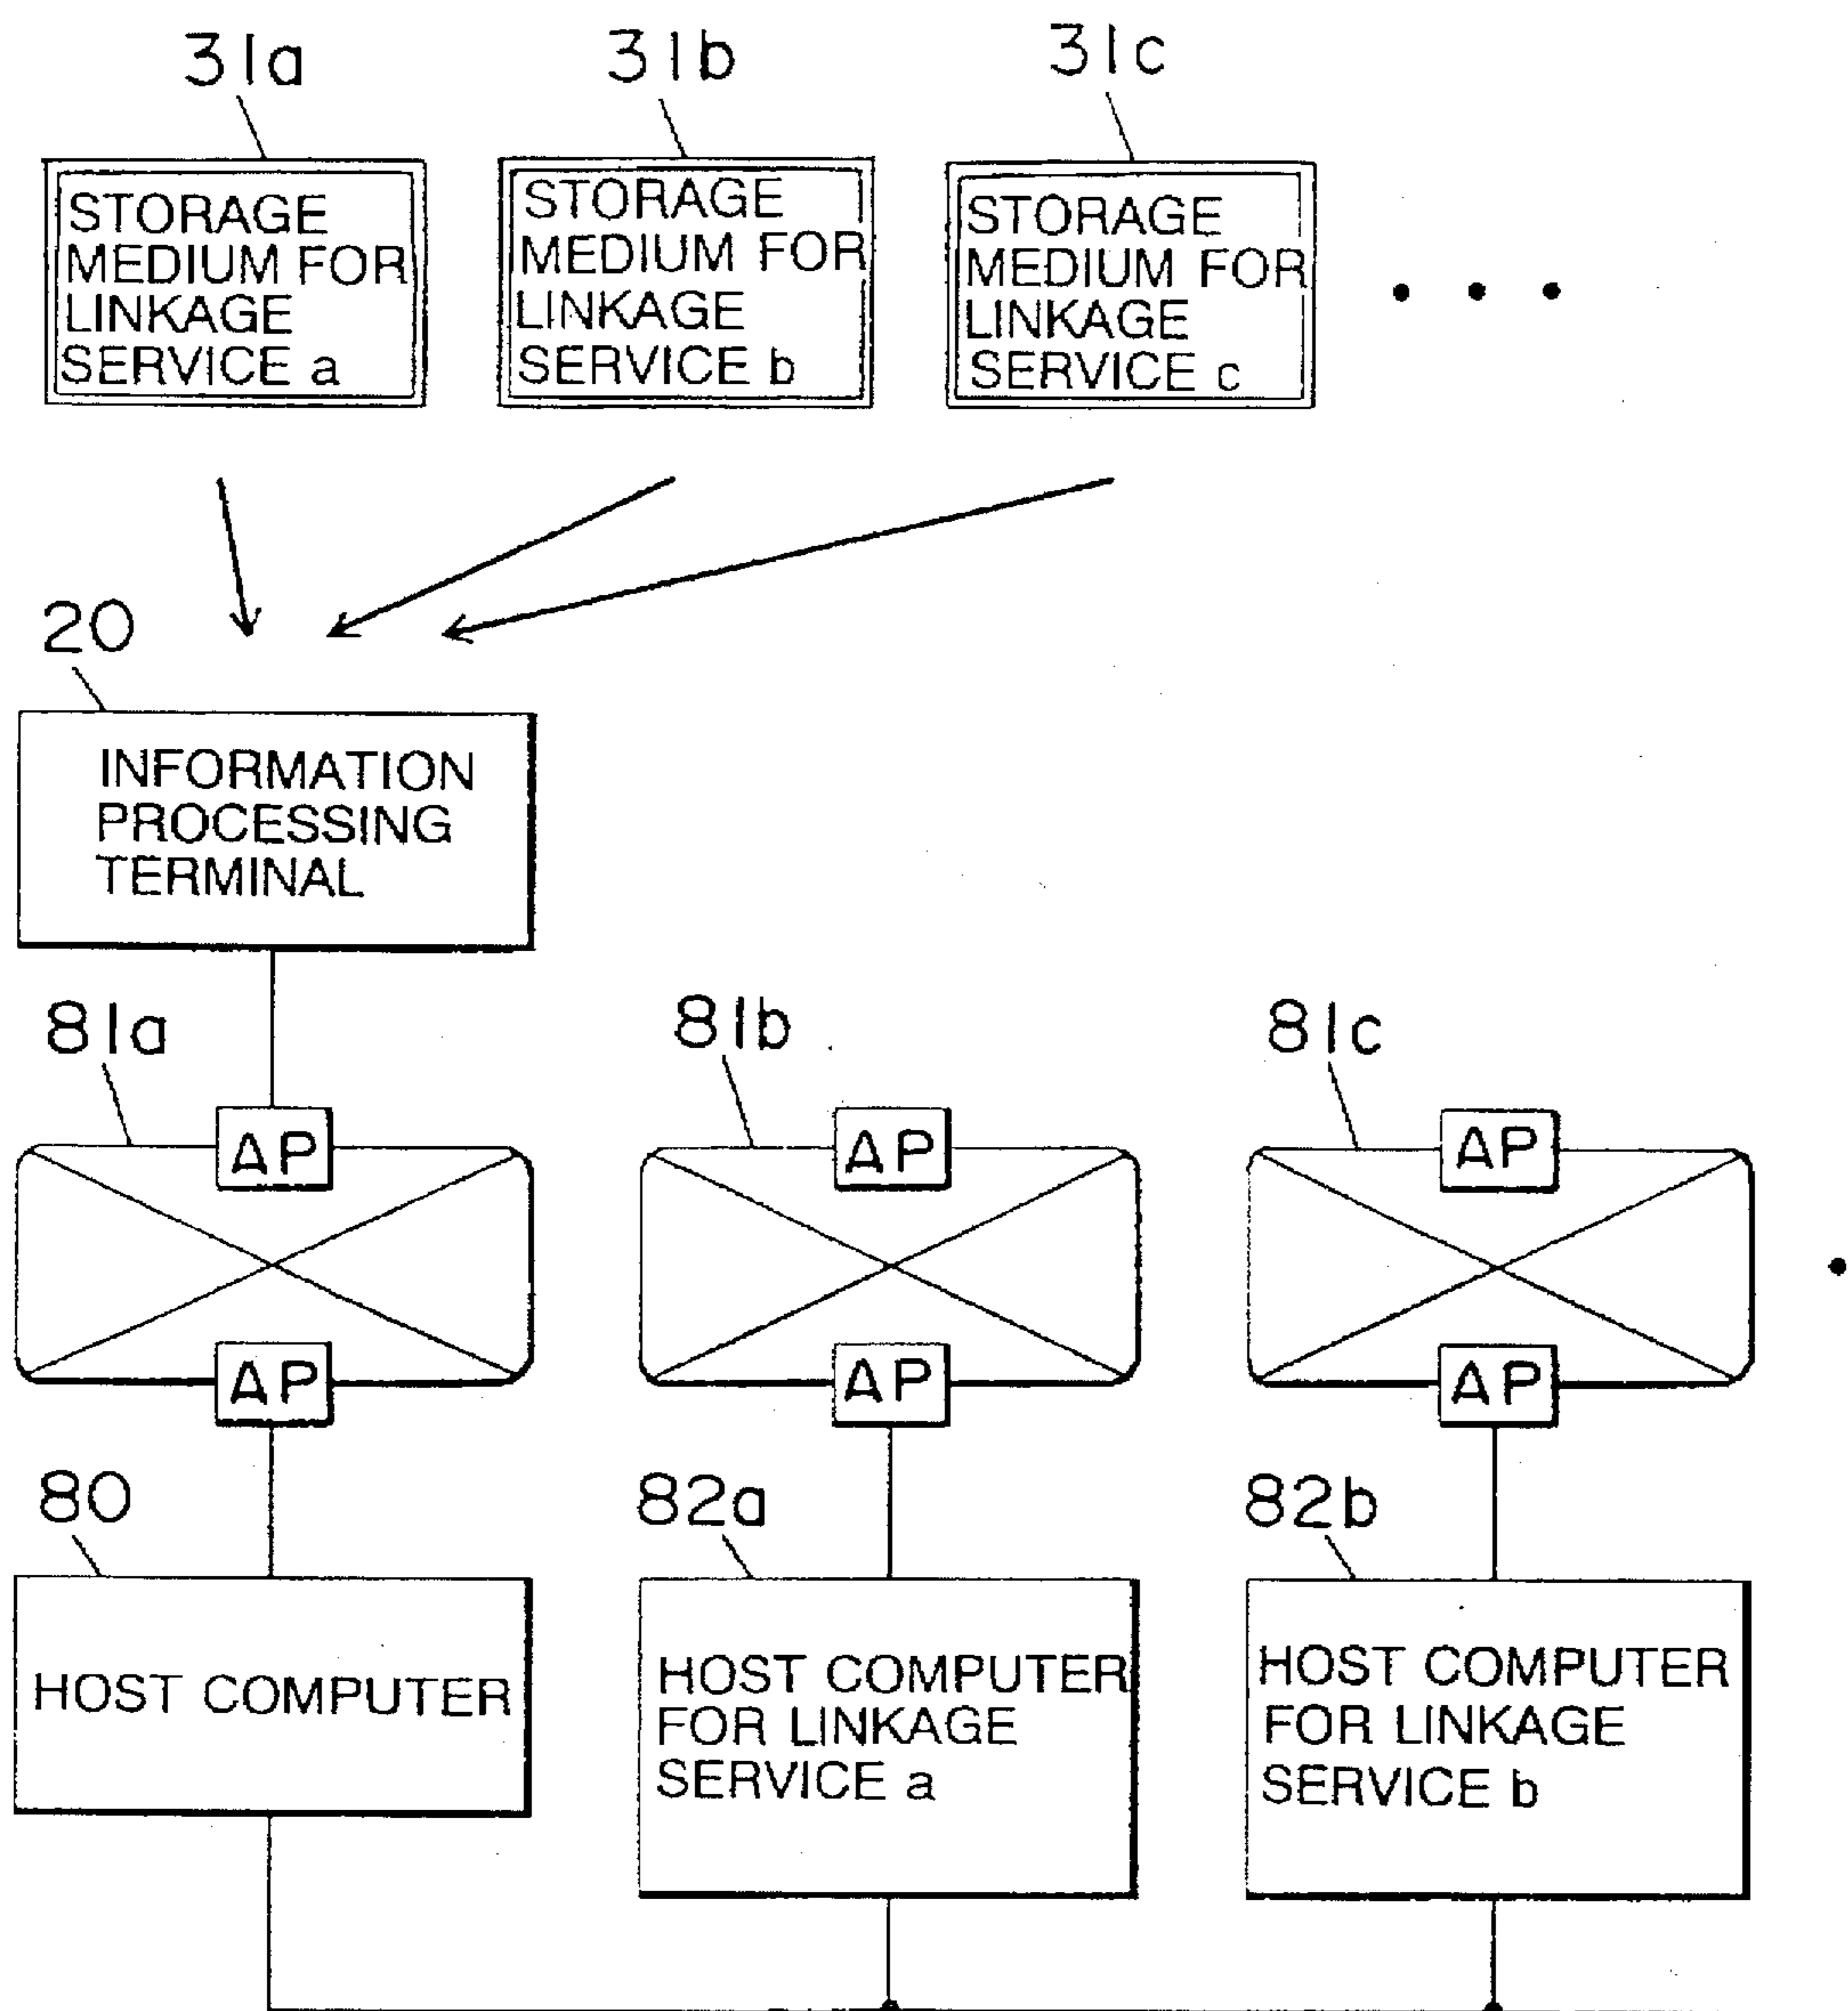 31a
31b
31c
STORAGE
MEDIUM FOR
LINKAGE
SERVICE a
STORAGE
MEDIUM FOR
LINKAGE
SERVICE b
STORAGE
MEDIUM FOR
LINKAGE
SERVICE c
20
INFORMATION
PROCESSING
TERMINAL
81a
81b
81c
AP
AP
AP
AP
AP
AP
80
82a
82b
HOST COMPUTER
HOST COMPUTER
FOR LINKAGE
SERVICE a
HOST COMPUTER
FOR LINKAGE
SERVICE b